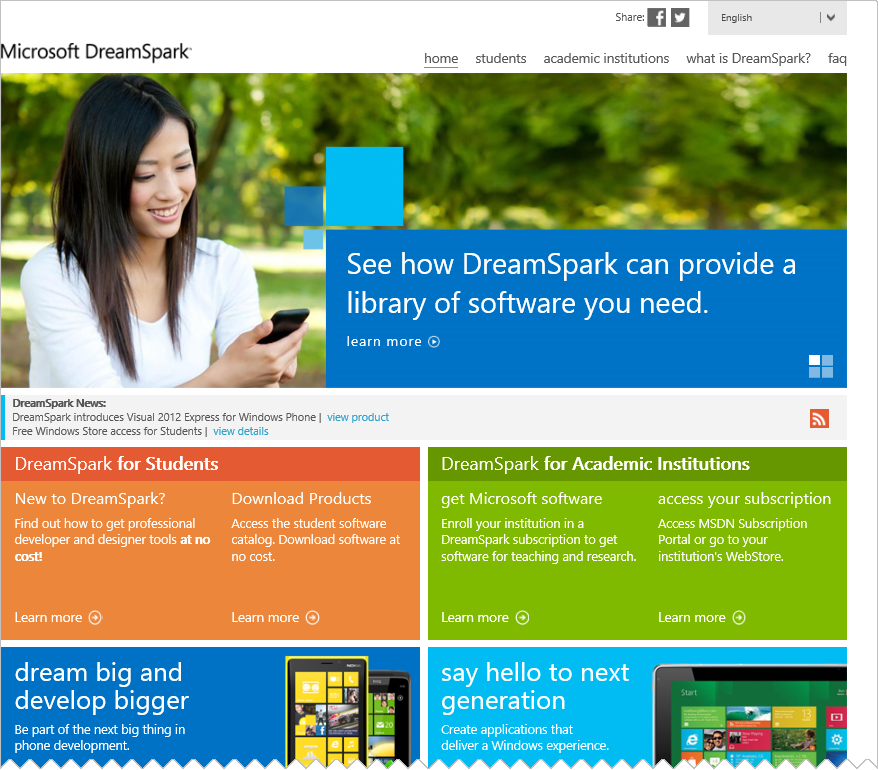 Share:
English
Microsoft DreamSpark
home students academic institutions what is DreamSpark? faq
See how DreamSpark can provide a
library of software you need.
learn more
DreamSpark News:
DreamSpark introduces Visual 2012 Express for Windows Phone | view product
Free Windows Store access for Students | view details
DreamSpark for Students
New to DreamSpark?
Find out how to get professional
developer and designer tools at no
cost!
Learn more
Download Products
Access the student software
catalog. Download software at
no cost.
Learn more
DreamSpark for Academic Institutions
get Microsoft software
Enroll your institution in a
DreamSpark subscription to get
software for teaching and research.
Learn more
access your subscription
Access MSDN Subscription
Portal or go to your
institution's WebStore.
Learn more
dream big and
develop bigger
Be part of the next big thing in
phone development.
NOKIA
20
say hello to next
generation
Create applications that
deliver a Windows experience.
Start
13